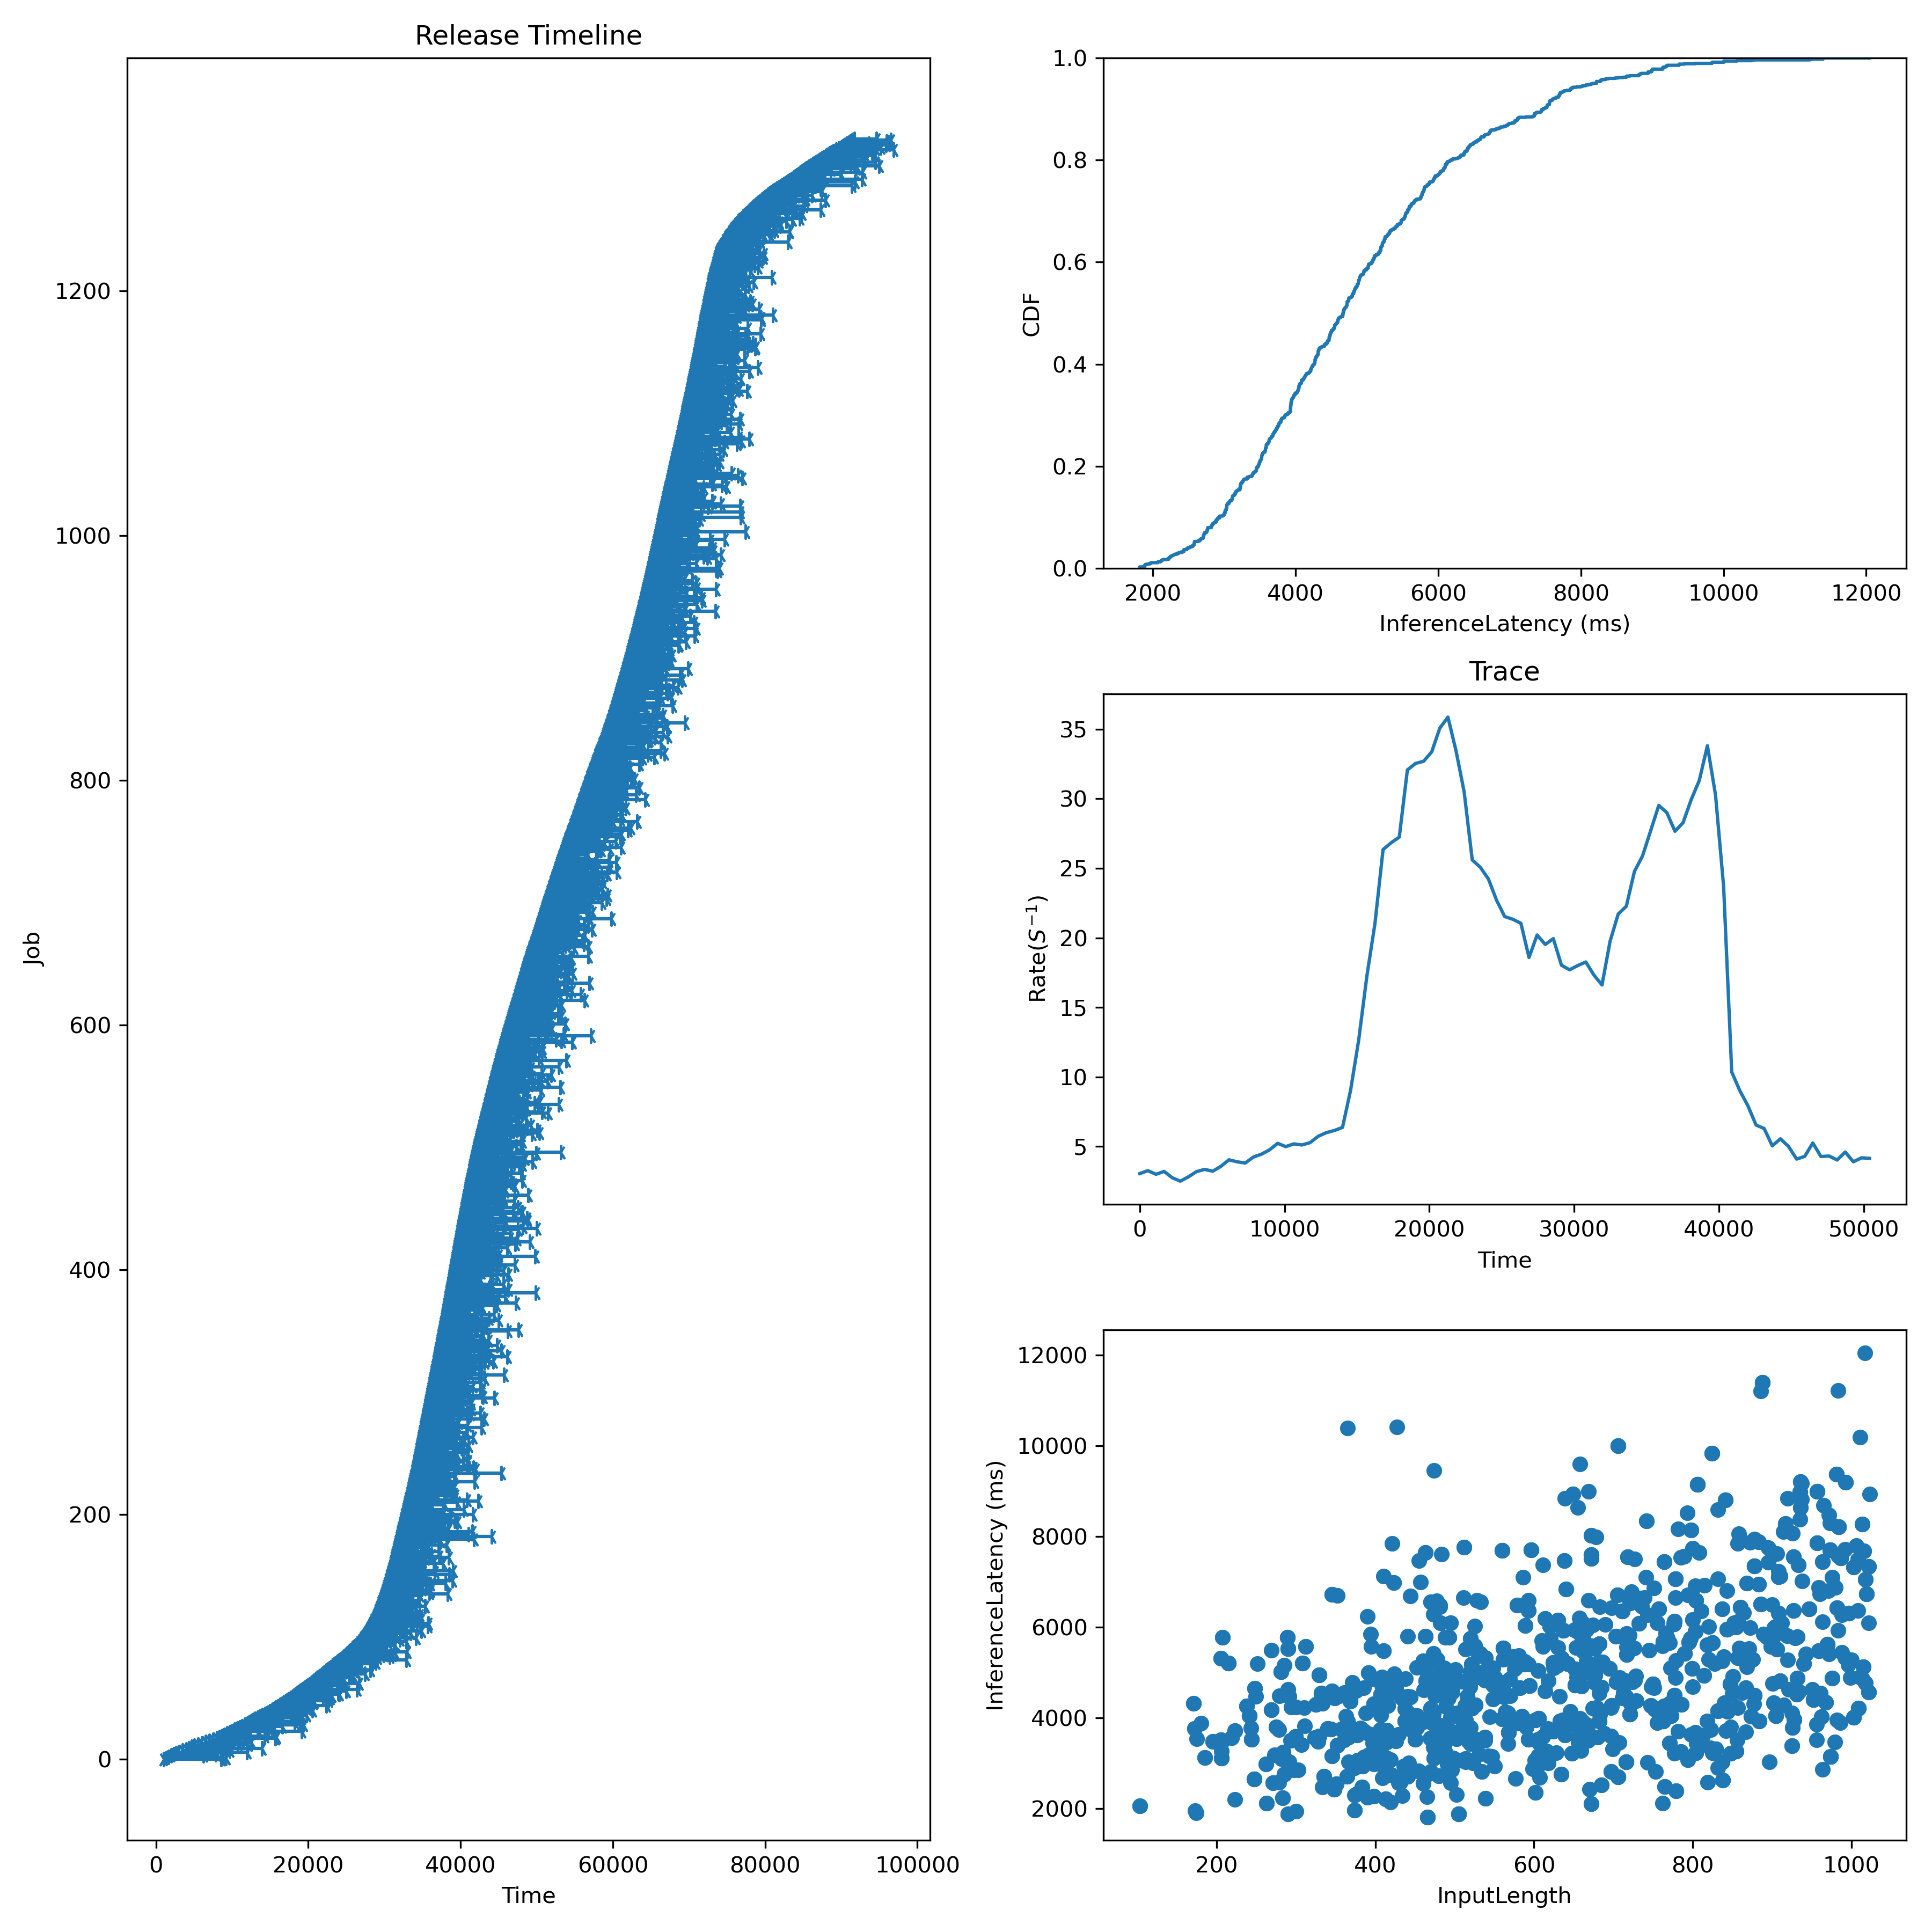 Release Timeline
Job
1200
1000
800
600
400
200
0
0 20000 40000 60000 80000 100000
Time
CDF
1.0
0.8
0.6
0.4
0.2
0.0
2000 4000 6000 8000 10000 12000
InferenceLatency (ms)
Trace
Rate(S⁻¹)
35
30
25
20
15
10
5
0 10000 20000 30000 40000 50000
Time
InferenceLatency (ms)
12000
10000
8000
6000
4000
2000
200 400 600 800 1000
InputLength